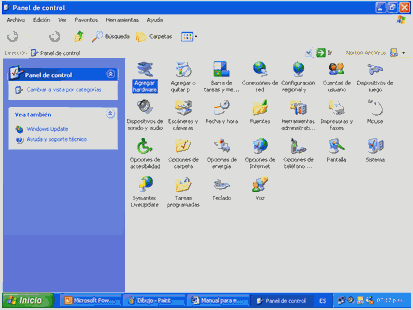 Panel de control
Archivo Edición Ver Favoritos Herramientas Ayuda
Búsqueda Carpetas
Dirección Panel de control Ir Norton AntiVirus
Panel de control
Cambiar a vista por categorías
Vea también
Windows Update
Ayuda y soporte técnico
Agregar hardware
Agregar o quitar p...
Barra de tareas y me...
Conexiones de red
Configuración regional y ...
Cuentas de usuario
Dispositivos de juego
Dispositivos de sonido y audio
Escáneres y cámaras
Fecha y hora
Fuentes
Herramientas administrat...
Impresoras y faxes
Mouse
Opciones de accesibilidad
Opciones de carpeta
Opciones de energía
Opciones de Internet
Opciones de teléfono ...
Pantalla
Sistema
Symantec LiveUpdate
Tareas programadas
Teclado
Voz
Inicio
Microsoft Pow...
Dibujo - Paint
Manual para e...
Panel de control
ES